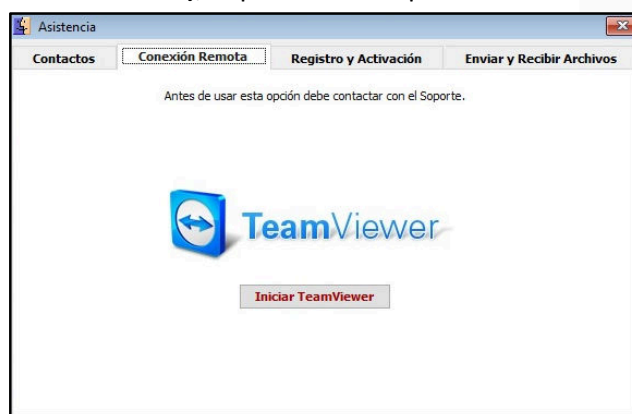 Asistencia
Contactos
Conexión Remota
Registro y Activación
Enviar y Recibir Archivos
Antes de usar esta opción debe contactar con el Soporte.
TeamViewer
Iniciar TeamViewer